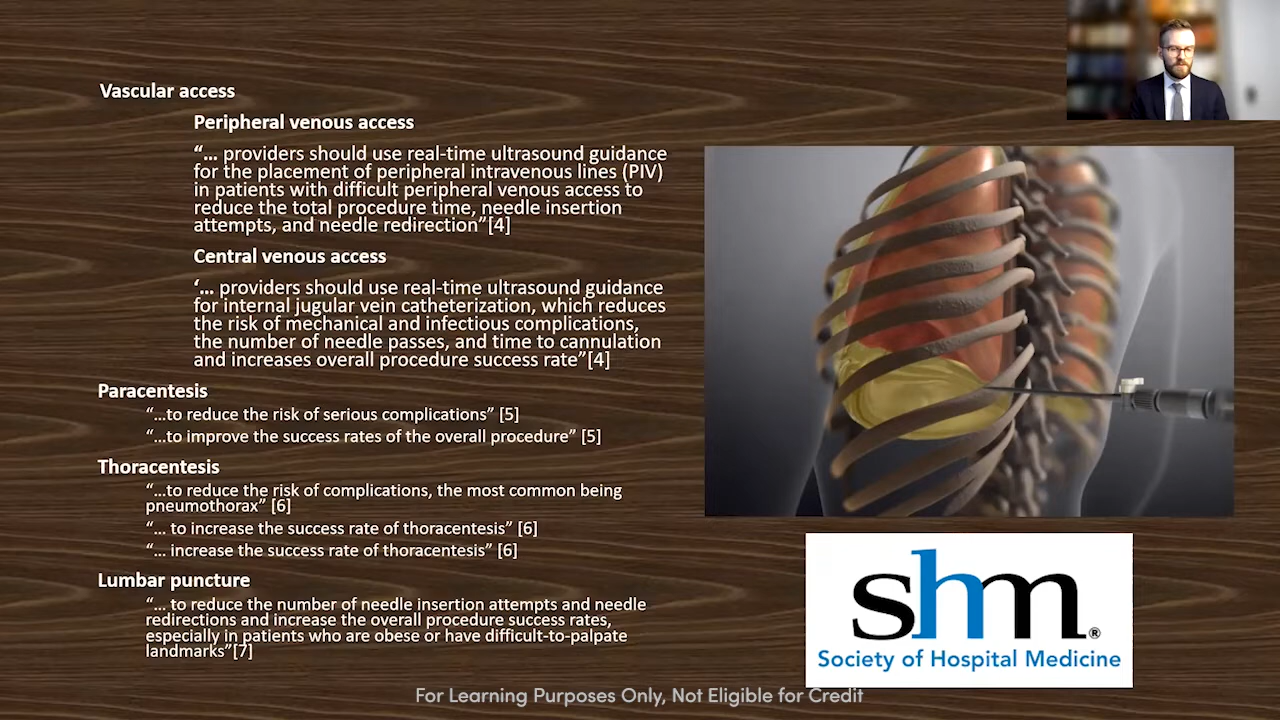 Vascular access
Peripheral venous access
“… providers should use real-time ultrasound guidance
for the placement of peripheral intravenous lines (PIV)
in patients with difficult peripheral venous access to
reduce the total procedure time, needle insertion
attempts, and needle redirection”[4]
Central venous access
‘… providers should use real-time ultrasound guidance
for internal jugular vein catheterization, which reduces
the risk of mechanical and infectious complications,
the number of needle passes, and time to cannulation
and increases overall procedure success rate”[4]
Paracentesis
“…to reduce the risk of serious complications” [5]
“…to improve the success rates of the overall procedure” [5]
Thoracentesis
“…to reduce the risk of complications, the most common being
pneumothorax” [6]
“… to increase the success rate of thoracentesis” [6]
“… increase the success rate of thoracentesis” [6]
Lumbar puncture
“… to reduce the number of needle insertion attempts and needle
redirections and increase the overall procedure success rates,
especially in patients who are obese or have difficult-to-palpate
landmarks”[7]
shm®
Society of Hospital Medicine
For Learning Purposes Only, Not Eligible for Credit